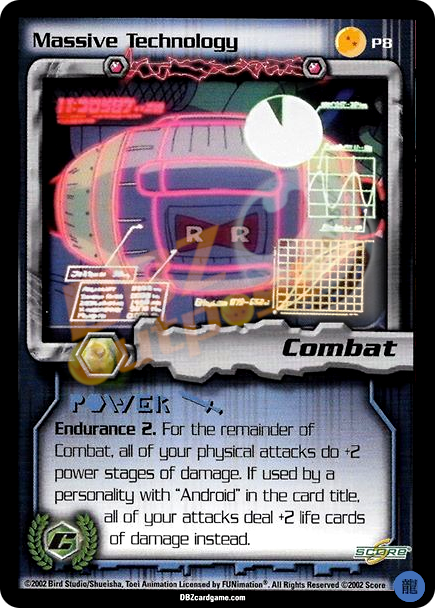 Massive Technology
P8
R R
DBZ
Outpost
Combat
POWER
Endurance 2. For the remainder of
Combat, all of your physical attacks do +2
power stages of damage. If used by a
personality with "Android" in the card title,
all of your attacks deal +2 life cards
of damage instead.
SCORE
©2002 Bird Studio/Shueisha, Toei Animation Licensed by FUNimation®. All Rights Reserved ©2002 Score
DBZcardgame.com
龍